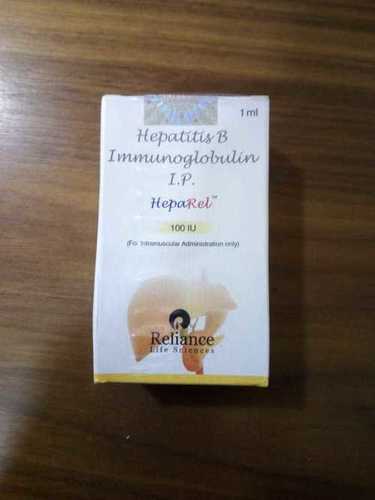 1 ml
Hepatitis B
Immunoglobulin
I.P.
HepaRel™
100 IU
(For Intramuscular Administration only)
Reliance
Life Sciences